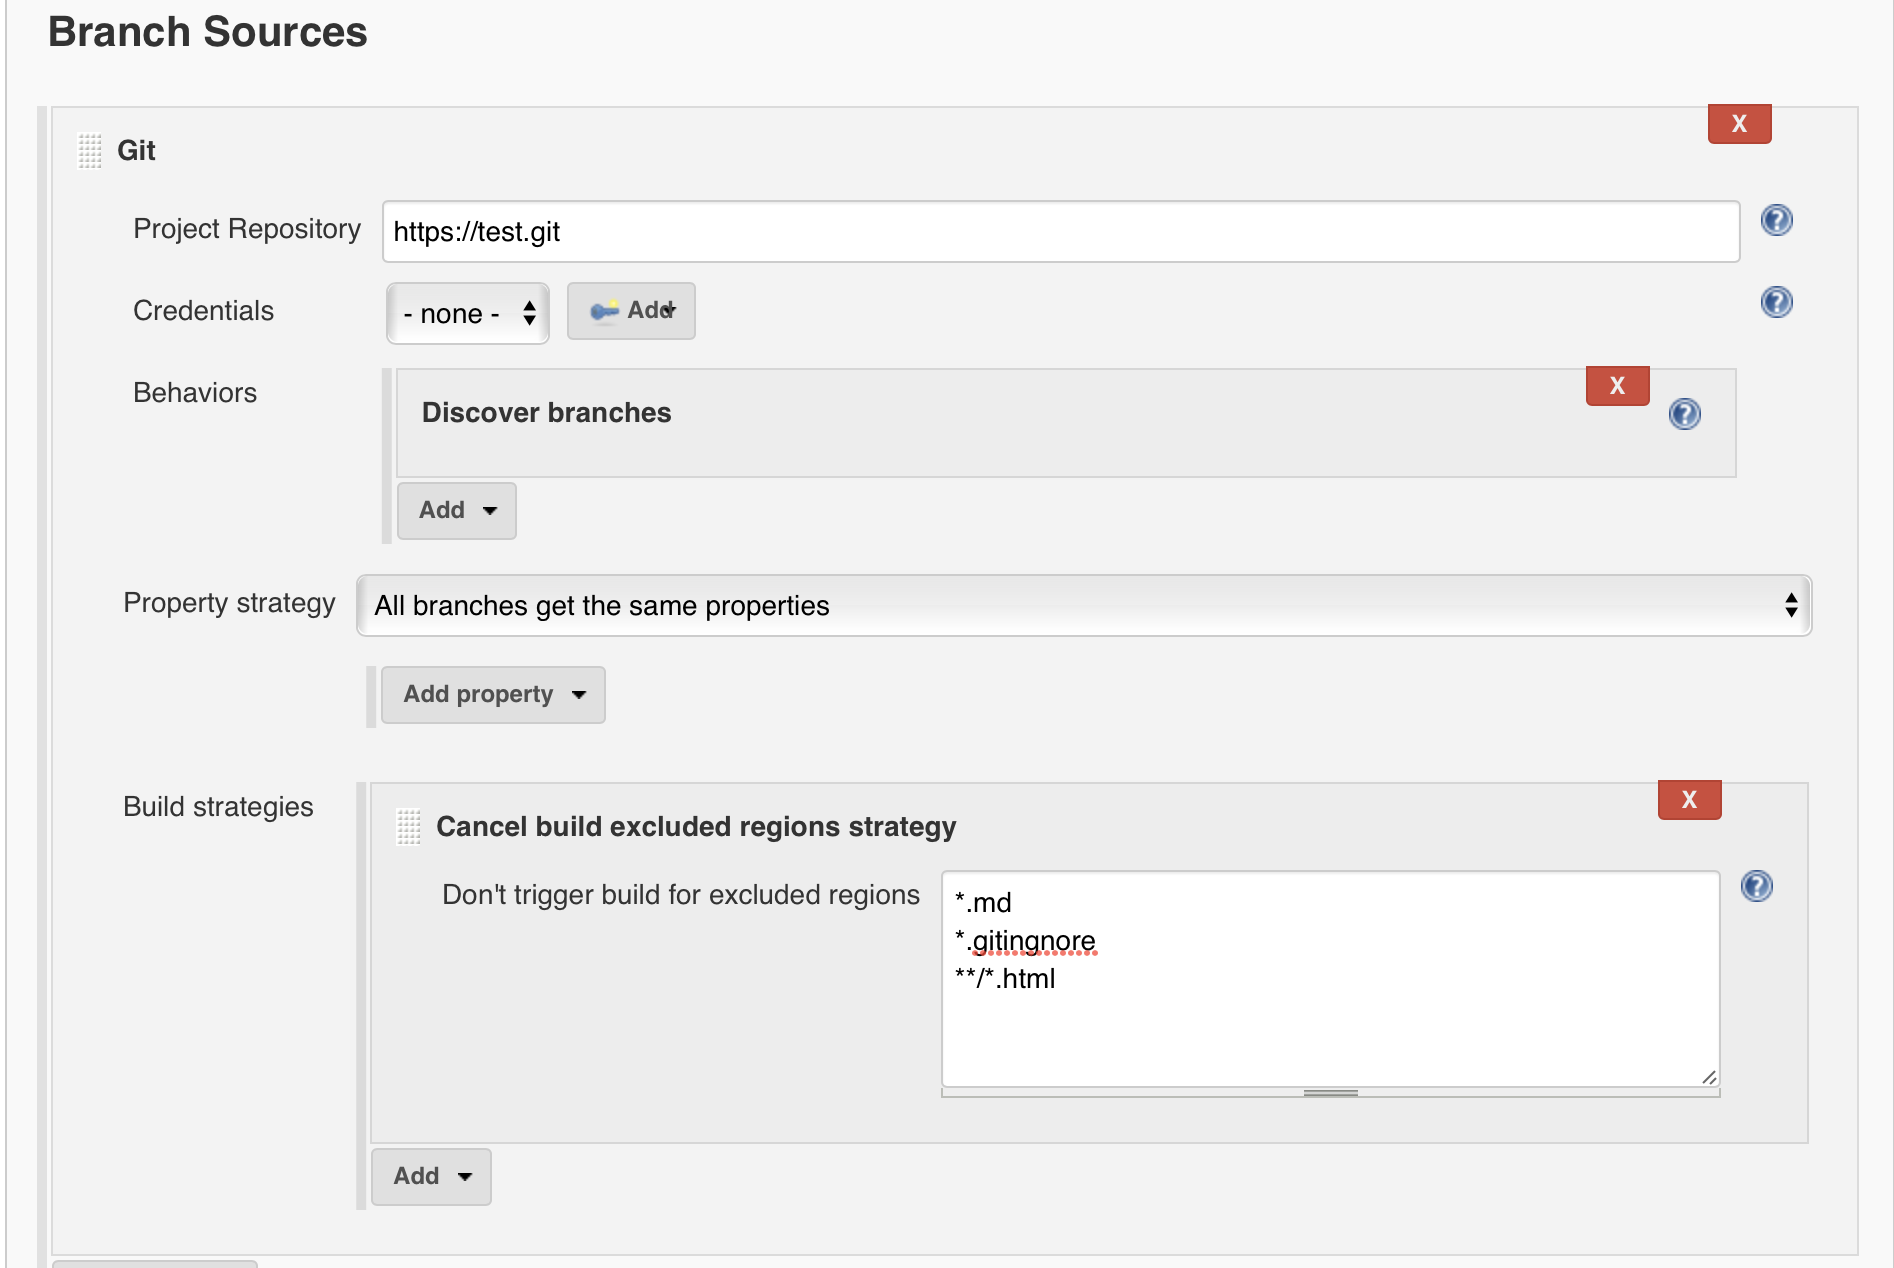 Branch Sources
X
Git
Project Repository https://test.git
Credentials - none - Add
Behaviors
X
Discover branches
Add
Property strategy All branches get the same properties
Add property
Build strategies
X
Cancel build excluded regions strategy
Don't trigger build for excluded regions
*.md
*.gitingnore
**/*.html
Add